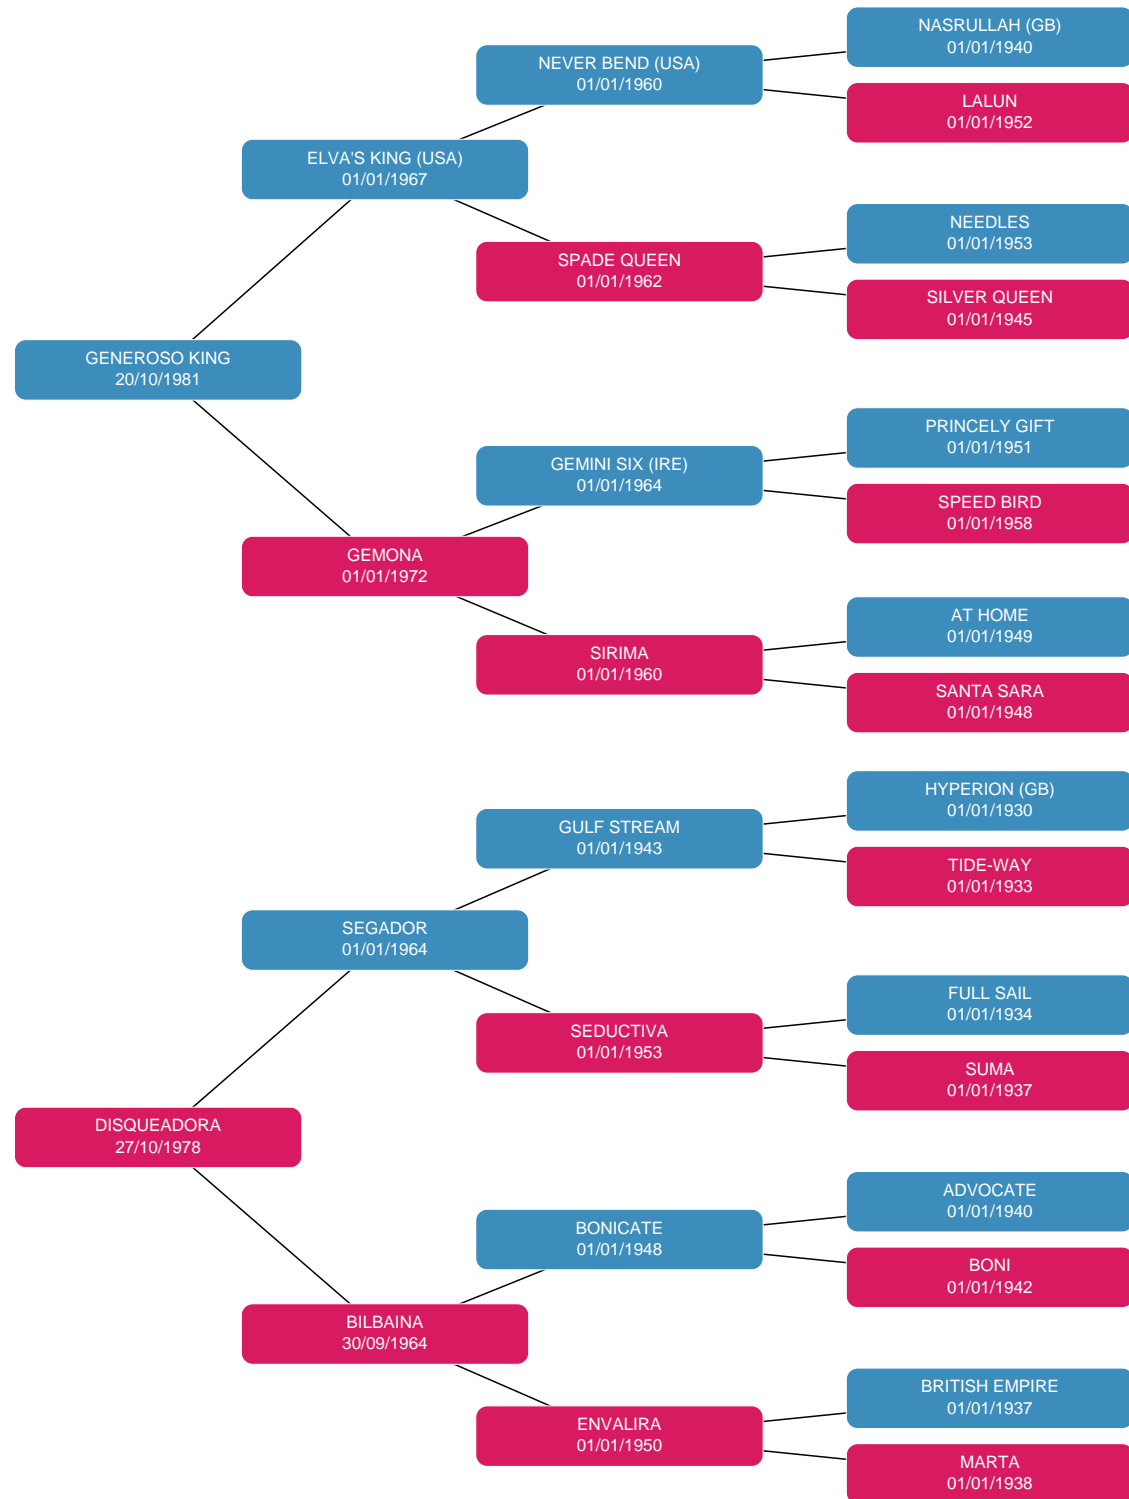 NASRULLAH (GB)
01/01/1940
NEVER BEND (USA)
01/01/1960
LALUN
01/01/1952
ELVA'S KING (USA)
01/01/1967
NEEDLES
01/01/1953
SPADE QUEEN
01/01/1962
SILVER QUEEN
01/01/1945
GENEROSO KING
20/10/1981
PRINCELY GIFT
01/01/1951
GEMINI SIX (IRE)
01/01/1964
SPEED BIRD
01/01/1958
GEMONA
01/01/1972
AT HOME
01/01/1949
SIRIMA
01/01/1960
SANTA SARA
01/01/1948
HYPERION (GB)
01/01/1930
GULF STREAM
01/01/1943
TIDE-WAY
01/01/1933
SEGADOR
01/01/1964
FULL SAIL
01/01/1934
SEDUCTIVA
01/01/1953
SUMA
01/01/1937
DISQUEADORA
27/10/1978
ADVOCATE
01/01/1940
BONICATE
01/01/1948
BONI
01/01/1942
BILBAINA
30/09/1964
BRITISH EMPIRE
01/01/1937
ENVALIRA
01/01/1950
MARTA
01/01/1938